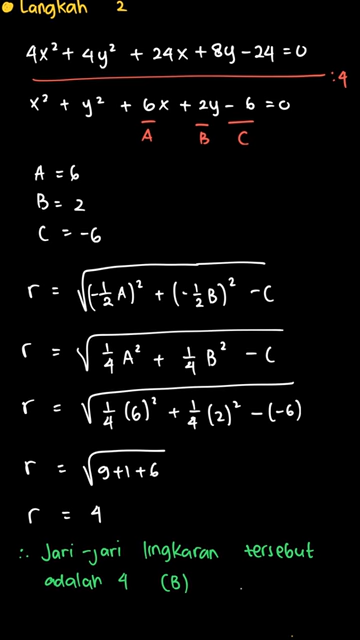 Langkah 2
4x² + 4y² + 24x + 8y - 24 = 0
:4
x² + y² + 6x + 2y - 6 = 0
A B C
A = 6
B = 2
C = -6
r = √((-½A)² + (-½B)² - C)
r = √(¼A² + ¼B² - C)
r = √(¼(6)² + ¼(2)² - (-6))
r = √(9+1+6)
r = 4
∴ Jari-jari lingkaran tersebut
adalah 4 (B)